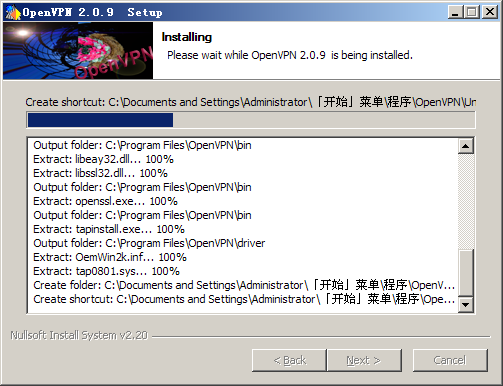 OpenVPN 2.0.9 Setup
OpenVPN
Installing
Please wait while OpenVPN 2.0.9 is being installed.
Create shortcut: C:\Documents and Settings\Administrator\「开始」菜单\程序\OpenVPN\Un
Output folder: C:\Program Files\OpenVPN\bin
Extract: libeay32.dll... 100%
Extract: libssl32.dll... 100%
Output folder: C:\Program Files\OpenVPN\bin
Extract: openssl.exe... 100%
Output folder: C:\Program Files\OpenVPN\bin
Extract: tapinstall.exe... 100%
Output folder: C:\Program Files\OpenVPN\driver
Extract: OemWin2k.inf... 100%
Extract: tap0801.sys... 100%
Create folder: C:\Documents and Settings\Administrator\「开始」菜单\程序\OpenV...
Create shortcut: C:\Documents and Settings\Administrator\「开始」菜单\程序\Ope...
Nullsoft Install System v2.20
< Back
Next >
Cancel